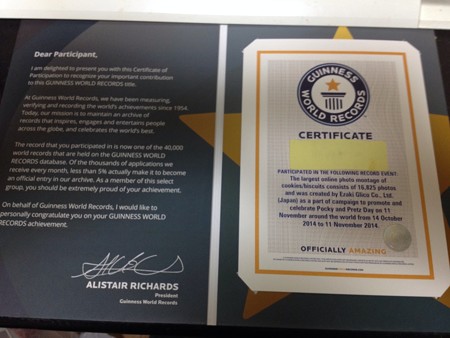 Dear Participant,
I am delighted to present you with this Certificate of
Participation to recognise your important contribution
to this GUINNESS WORLD RECORDS title.
At Guinness World Records, we have been measuring,
verifying and recording the world's achievements since 1954.
Today, our mission is to maintain an archive of
records that inspires, engages and entertains people
across the globe, and celebrates the world's best.
The record that you participated in is now one of the 40,000
world records that are held on the GUINNESS WORLD
RECORDS database. Of the thousands of applications we
receive every month, less than 5% actually make it to become
an official entry in our archive. As a member of this select
group, you should be extremely proud of your achievement.
On behalf of Guinness World Records, I would like to
personally congratulate you on your GUINNESS WORLD
RECORDS achievement.
ALISTAIR RICHARDS
President
Guinness World Records
GUINNESS
WORLD RECORDS
CERTIFICATE
PARTICIPATED IN THE FOLLOWING RECORD EVENT:
The largest online photo montage of
cookies/biscuits consists of 16,825 photos
and was created by Ezaki Glico Co., Ltd.
(Japan) as a part of campaign to promote and
celebrate Pocky and Pretz Day on 11
November around the world from 14 October
2014 to 11 November 2014.
OFFICIALLY AMAZING